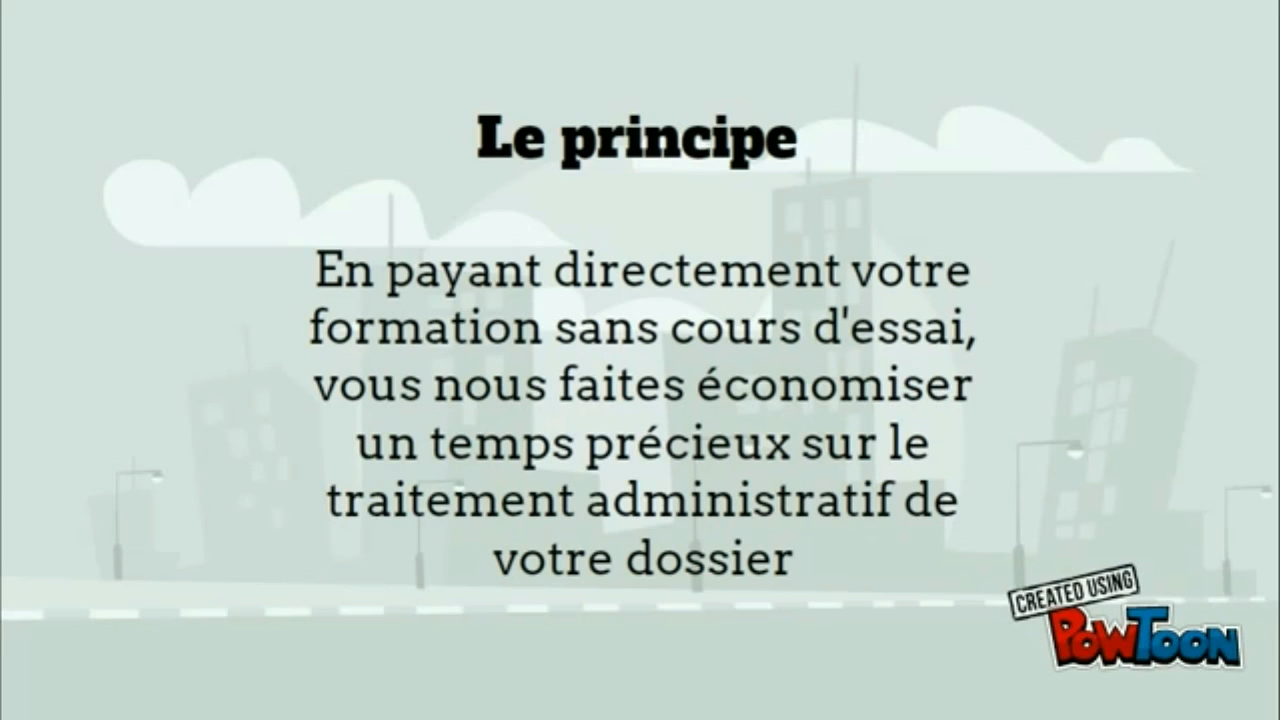 Le principe
En payant directement votre
formation sans cours d'essai,
vous nous faites économiser
un temps précieux sur le
traitement administratif de
votre dossier
CREATED USING
POWTOON